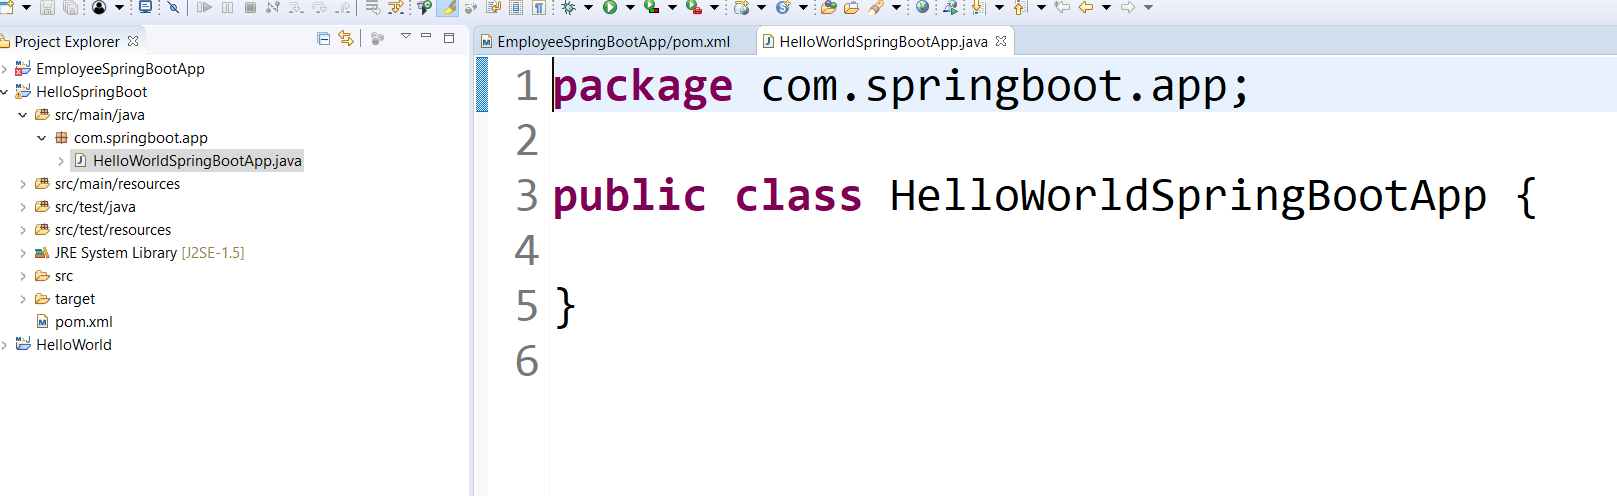 Project Explorer
EmployeeSpringBootApp
HelloSpringBoot
src/main/java
com.springboot.app
HelloWorldSpringBootApp.java
src/main/resources
src/test/java
src/test/resources
JRE System Library [J2SE-1.5]
src
target
pom.xml
HelloWorld
EmployeeSpringBootApp/pom.xml
HelloWorldSpringBootApp.java
1 package com.springboot.app;
2
3 public class HelloWorldSpringBootApp {
4
5 }
6